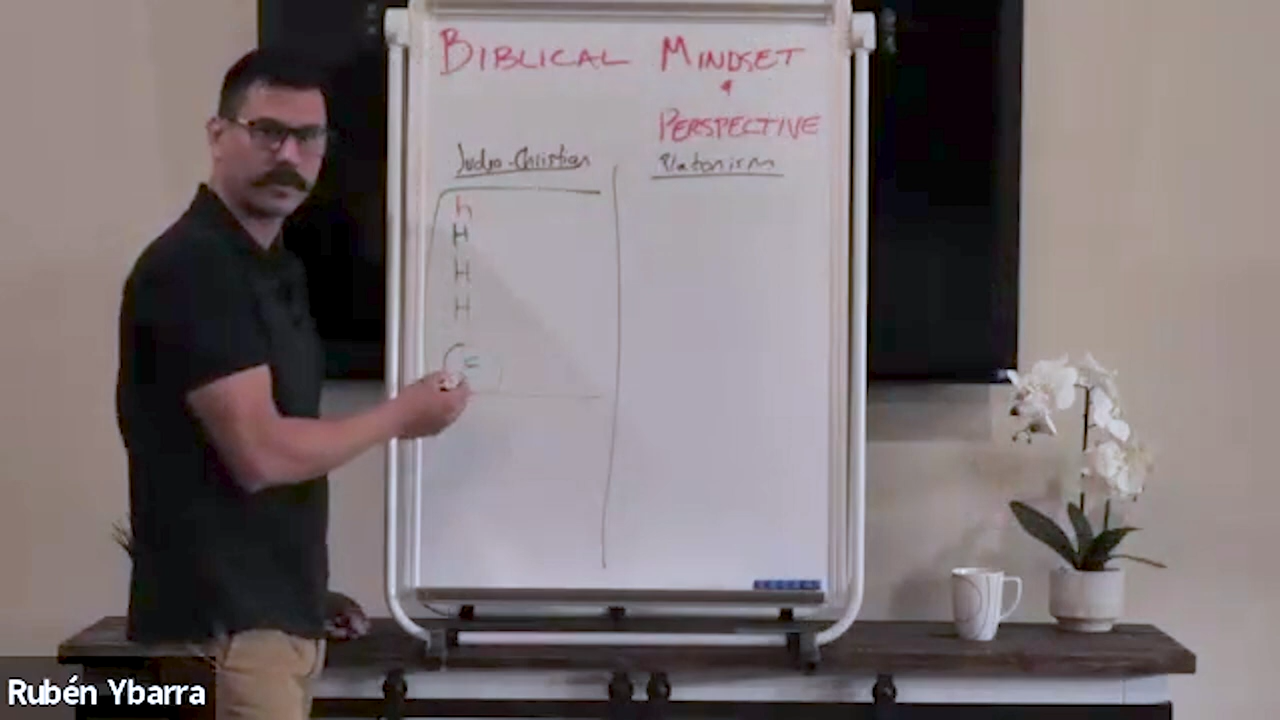 BIBLICAL MINDSET
&
PERSPECTIVE
Judeo-Christian Platonism
h
H
H
H
Rubén Ybarra